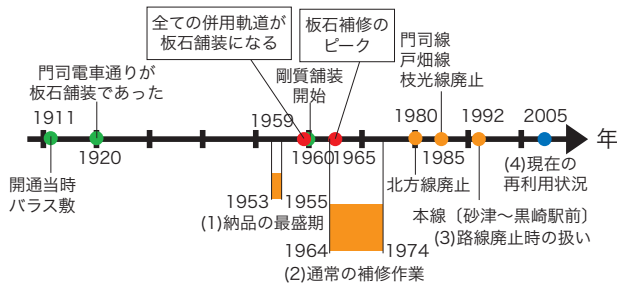 全ての併用軌道が
板石舗装になる
板石補修の
ピーク
門司電車通りが
板石舗装であった
剛質舗装
開始
門司線
戸畑線
枝光線廃止
1911
1959
1980
1992
2005
年
1920
1960
1965
1985
開通当時
バラス敷
北方線廃止
(4)現在の
再利用状況
1953
1955
(1)納品の最盛期
本線〔砂津〜黒崎駅前〕
(3)路線廃止時の扱い
1964
1974
(2)通常の補修作業